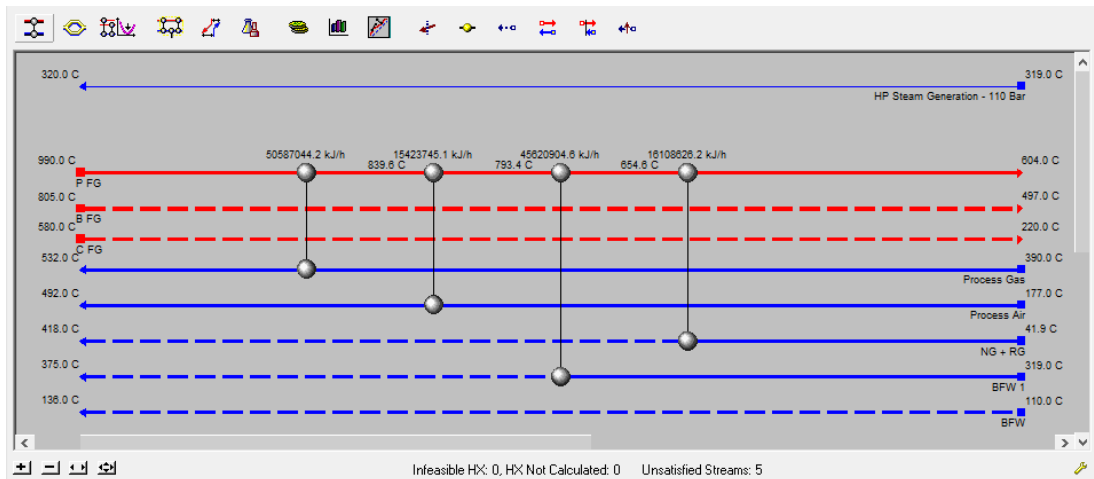 320.0 C 319.0 C
HP Steam Generation - 110 Bar
50587044.2 kJ/h 15423745.1 kJ/h 45620904.6 kJ/h 16108626.2 kJ/h
990.0 C 839.6 C 793.4 C 654.6 C 604.0 C
P FG
805.0 C 497.0 C
B FG
580.0 C 220.0 C
C FG
532.0 C 390.0 C
Process Gas
492.0 C 177.0 C
Process Air
418.0 C 41.9 C
NG + RG
375.0 C 319.0 C
BFW 1
136.0 C 110.0 C
BFW
Infeasible HX: 0, HX Not Calculated: 0 Unsatisfied Streams: 5